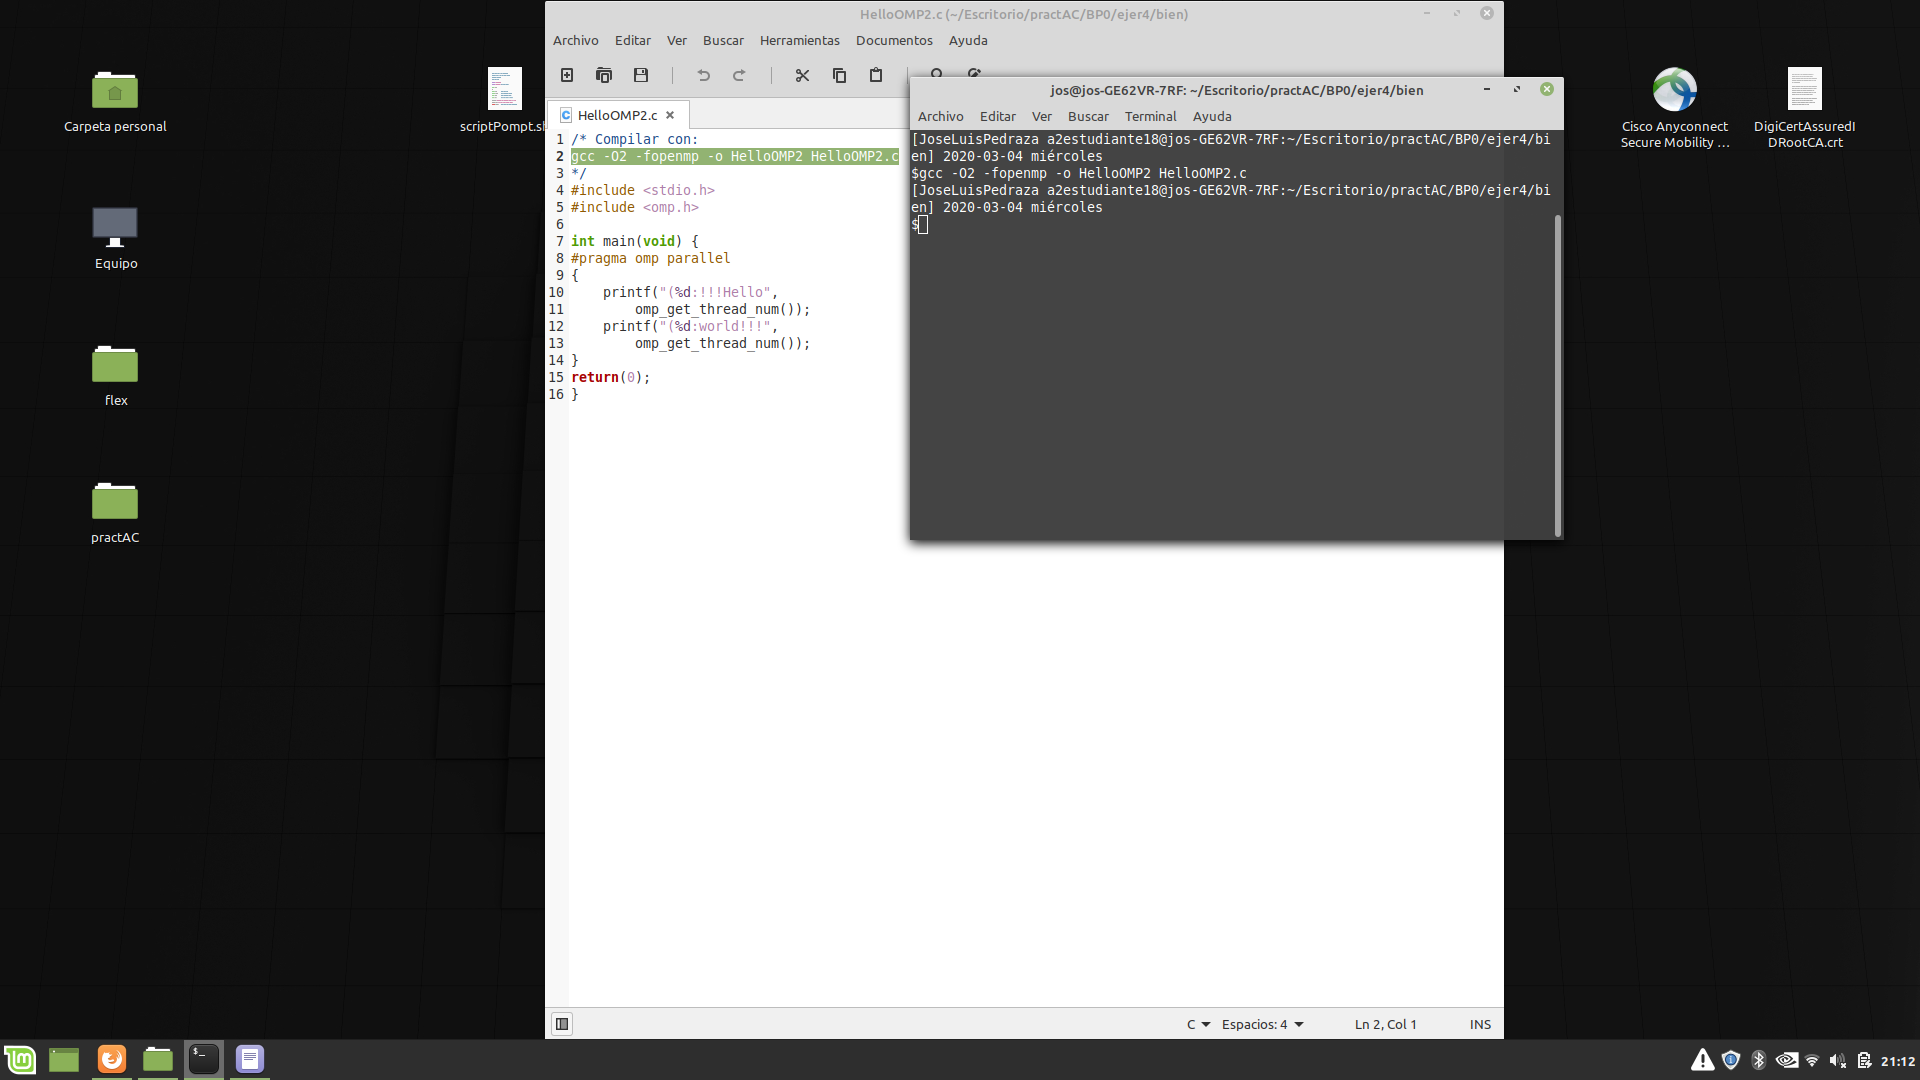 HelloOMP2.c (~/Escritorio/practAC/BP0/ejer4/bien)
Archivo Editar Ver Buscar Herramientas Documentos Ayuda
HelloOMP2.c
1 /* Compilar con:
2 gcc -O2 -fopenmp -o HelloOMP2 HelloOMP2.c
3 */
4 #include <stdio.h>
5 #include <omp.h>
6
7 int main(void) {
8 #pragma omp parallel
9 {
10     printf("(%d:!!!Hello",
11         omp_get_thread_num());
12     printf("(%d:world!!!",
13         omp_get_thread_num());
14 }
15 return(0);
16 }
C Espacios: 4 Ln 2, Col 1 INS
jos@jos-GE62VR-7RF: ~/Escritorio/practAC/BP0/ejer4/bien
Archivo Editar Ver Buscar Terminal Ayuda
[JoseLuisPedraza a2estudiante18@jos-GE62VR-7RF:~/Escritorio/practAC/BP0/ejer4/bi
en] 2020-03-04 miércoles
$gcc -O2 -fopenmp -o HelloOMP2 HelloOMP2.c
[JoseLuisPedraza a2estudiante18@jos-GE62VR-7RF:~/Escritorio/practAC/BP0/ejer4/bi
en] 2020-03-04 miércoles
$
Carpeta personal
Equipo
flex
practAC
scriptPompt.sh
Cisco Anyconnect
Secure Mobility ...
DigiCertAssuredI
DRootCA.crt
21:12